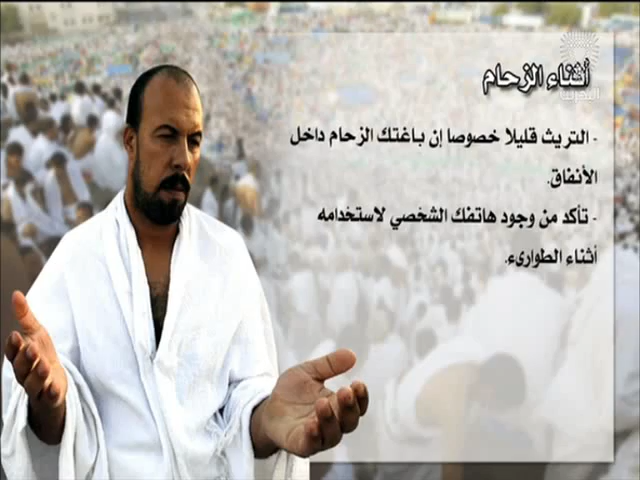 أثناء الزحام
- التريث قليلا خصوصا إن باغتك الزحام داخل
الأنفاق.
- تأكد من وجود هاتفك الشخصي لاستخدامه
أثناء الطوارىء.